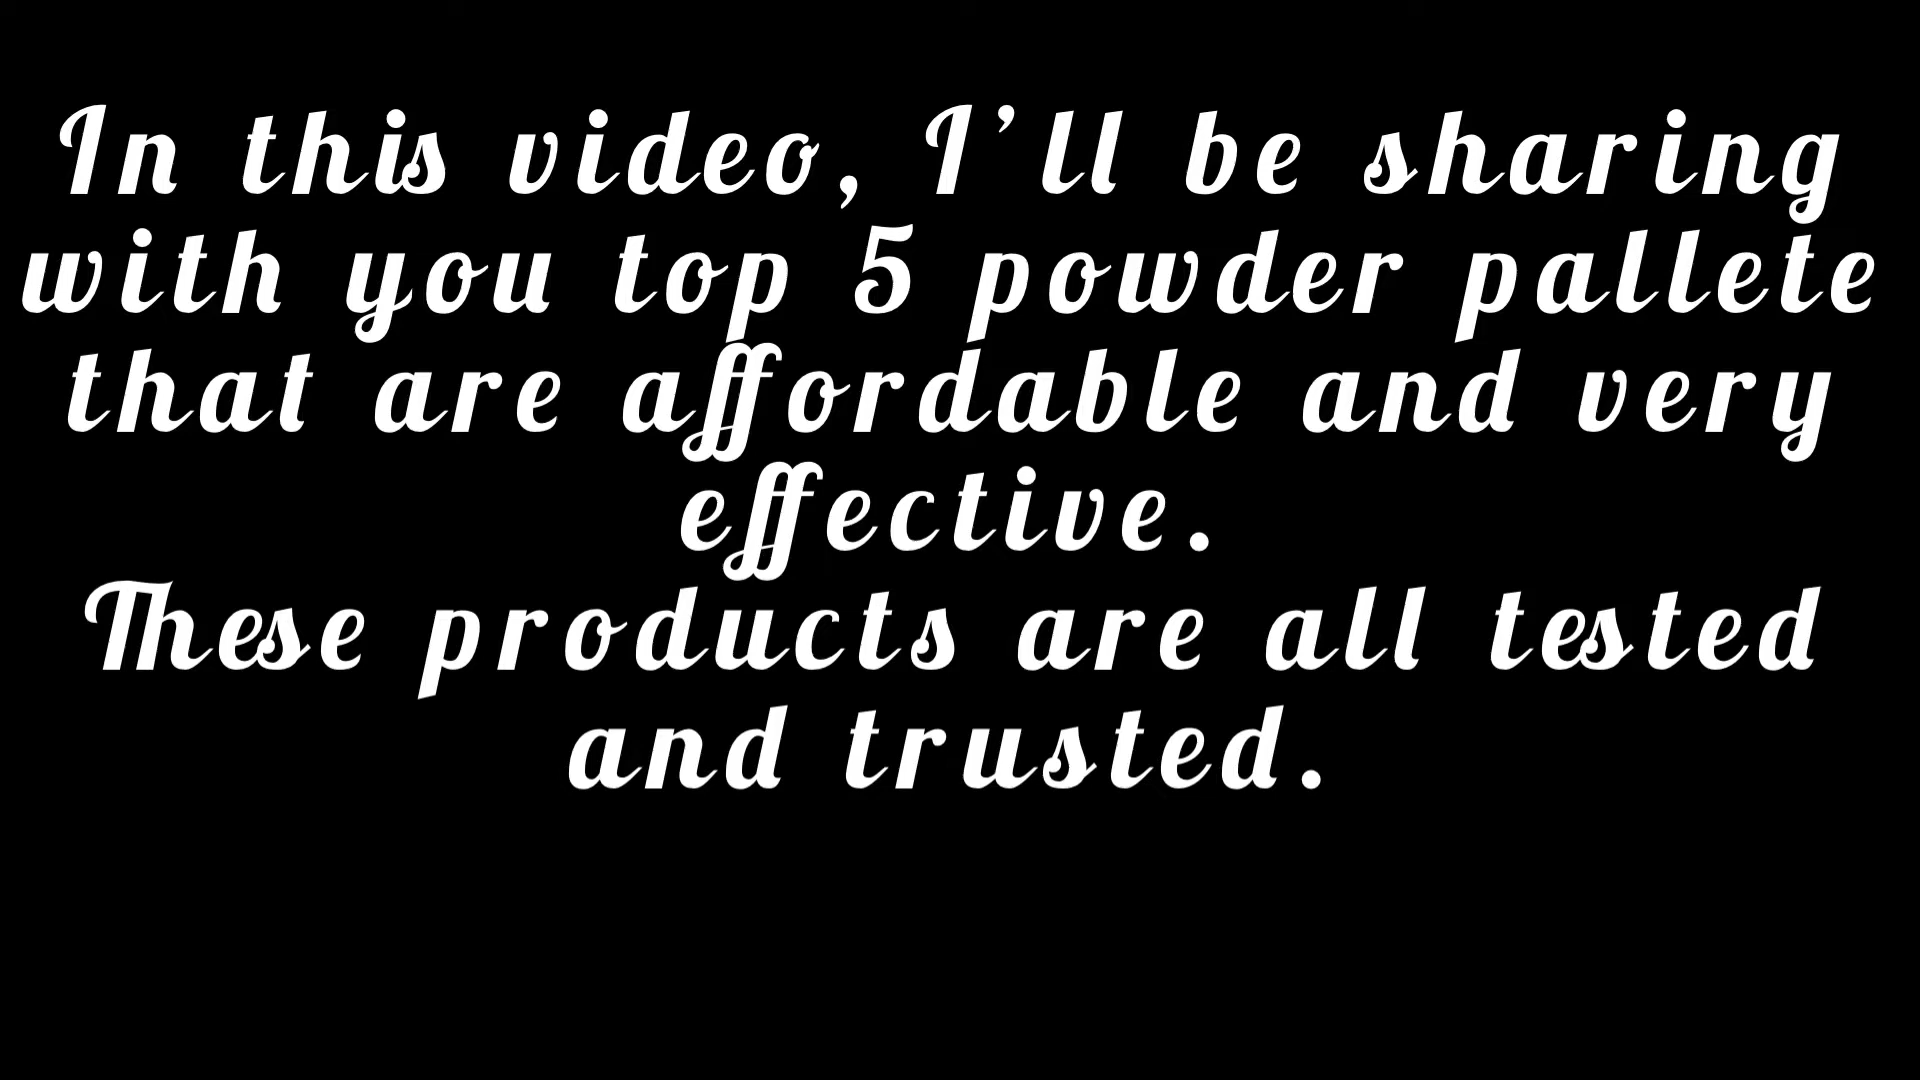 In this video, I’ll be sharing
with you top 5 powder pallete
that are affordable and very
effective.
These products are all tested
and trusted.